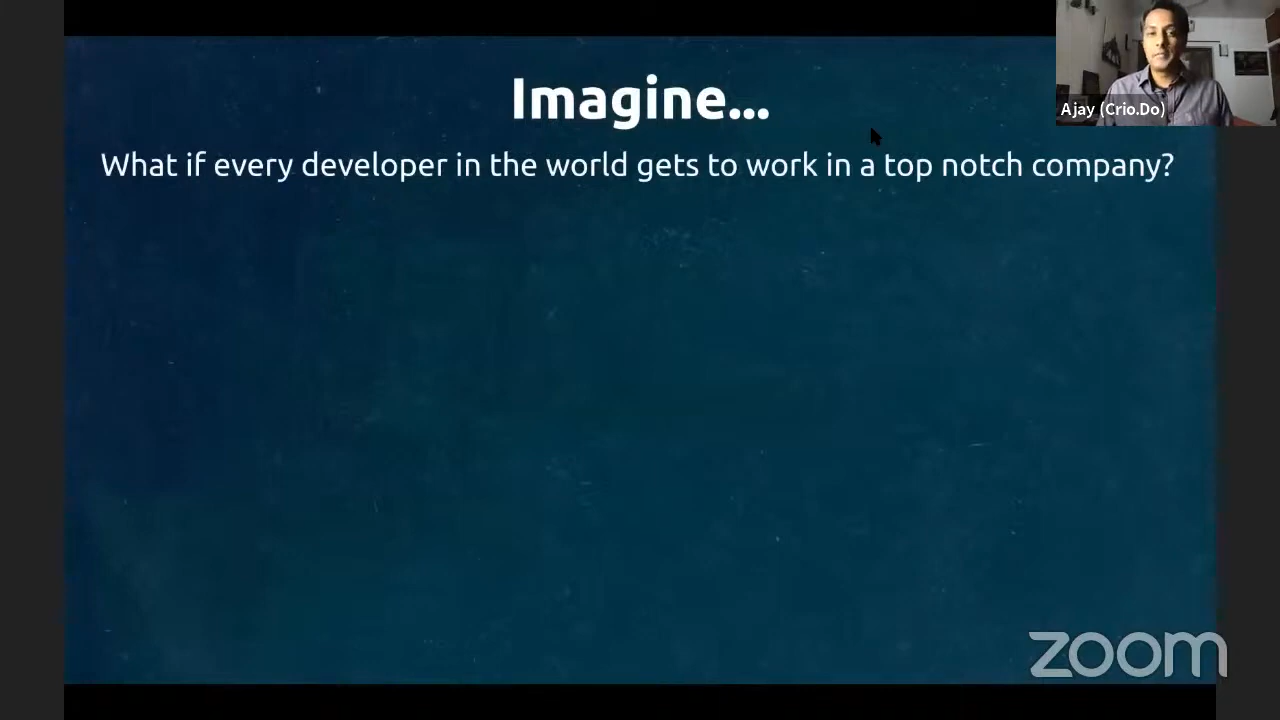 Imagine...
What if every developer in the world gets to work in a top notch company?
Ajay (Crio.Do)
zoom